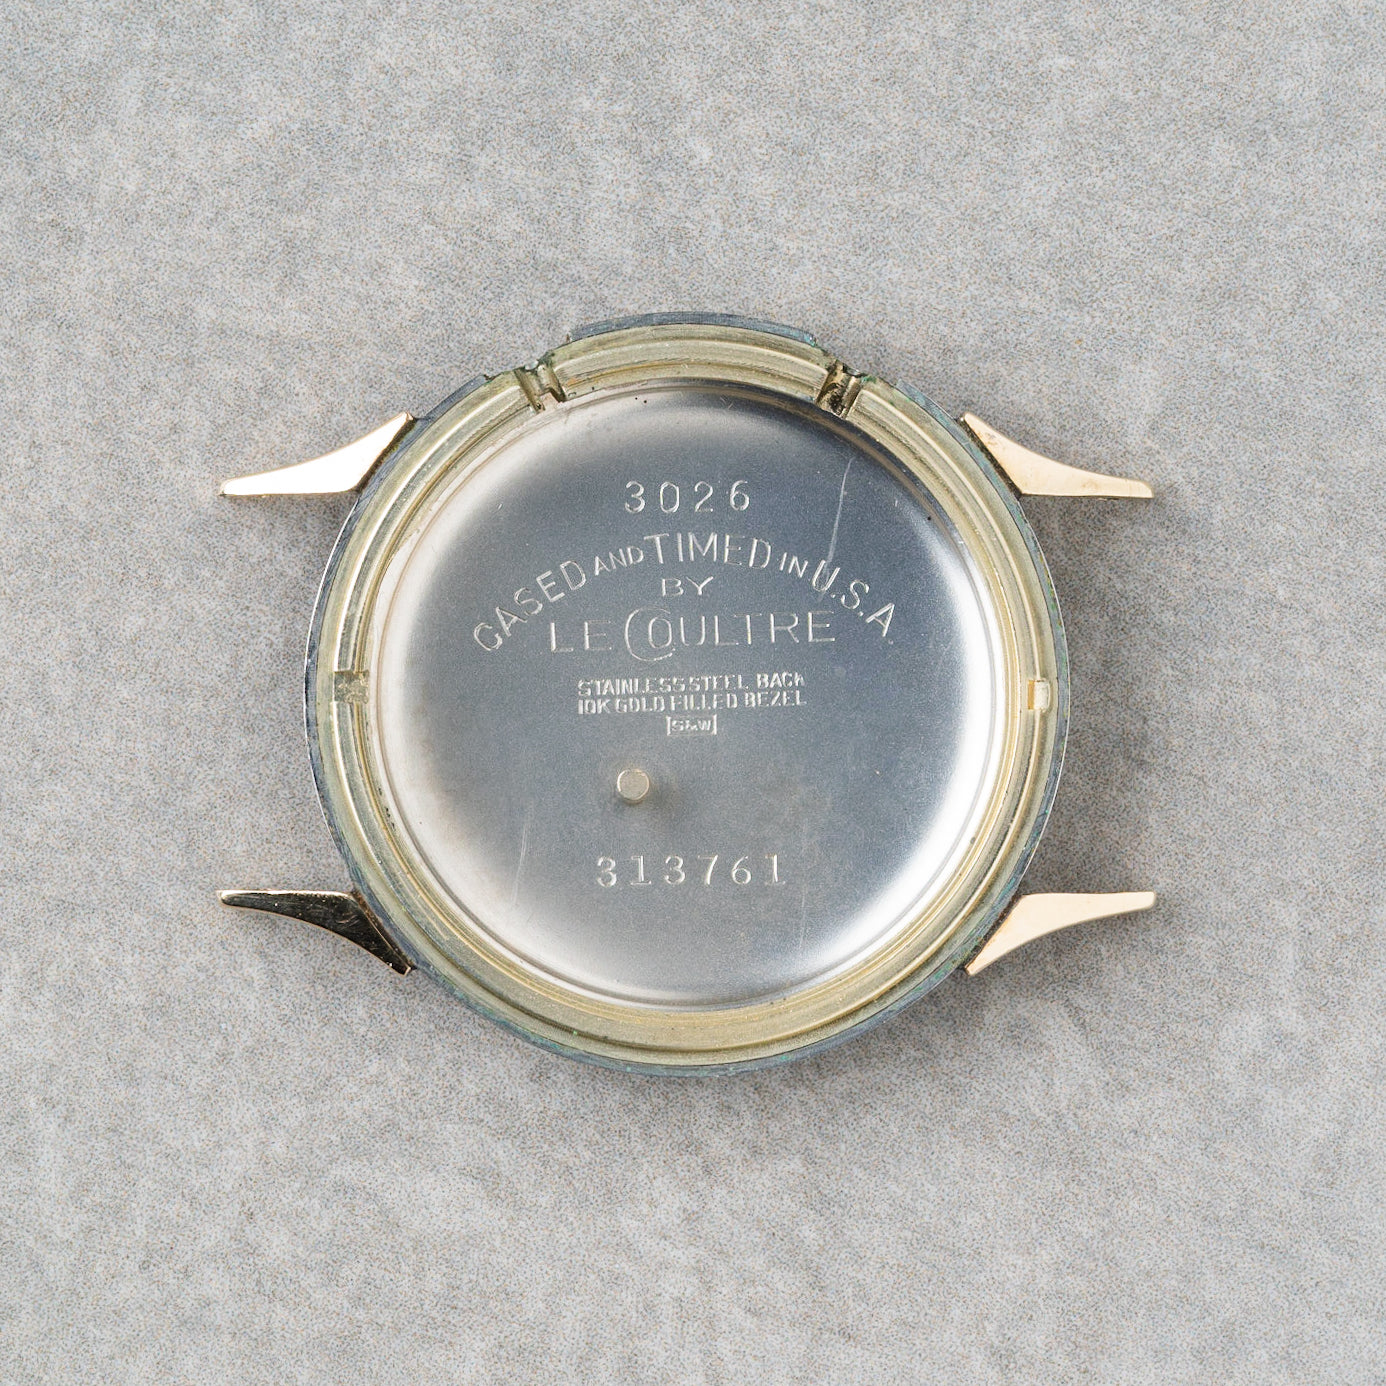 3026
CASED AND TIMED IN U.S.A.
BY
LECOULTRE
STAINLESS STEEL BACK
10K GOLD FILLED BEZEL
S&W
313761